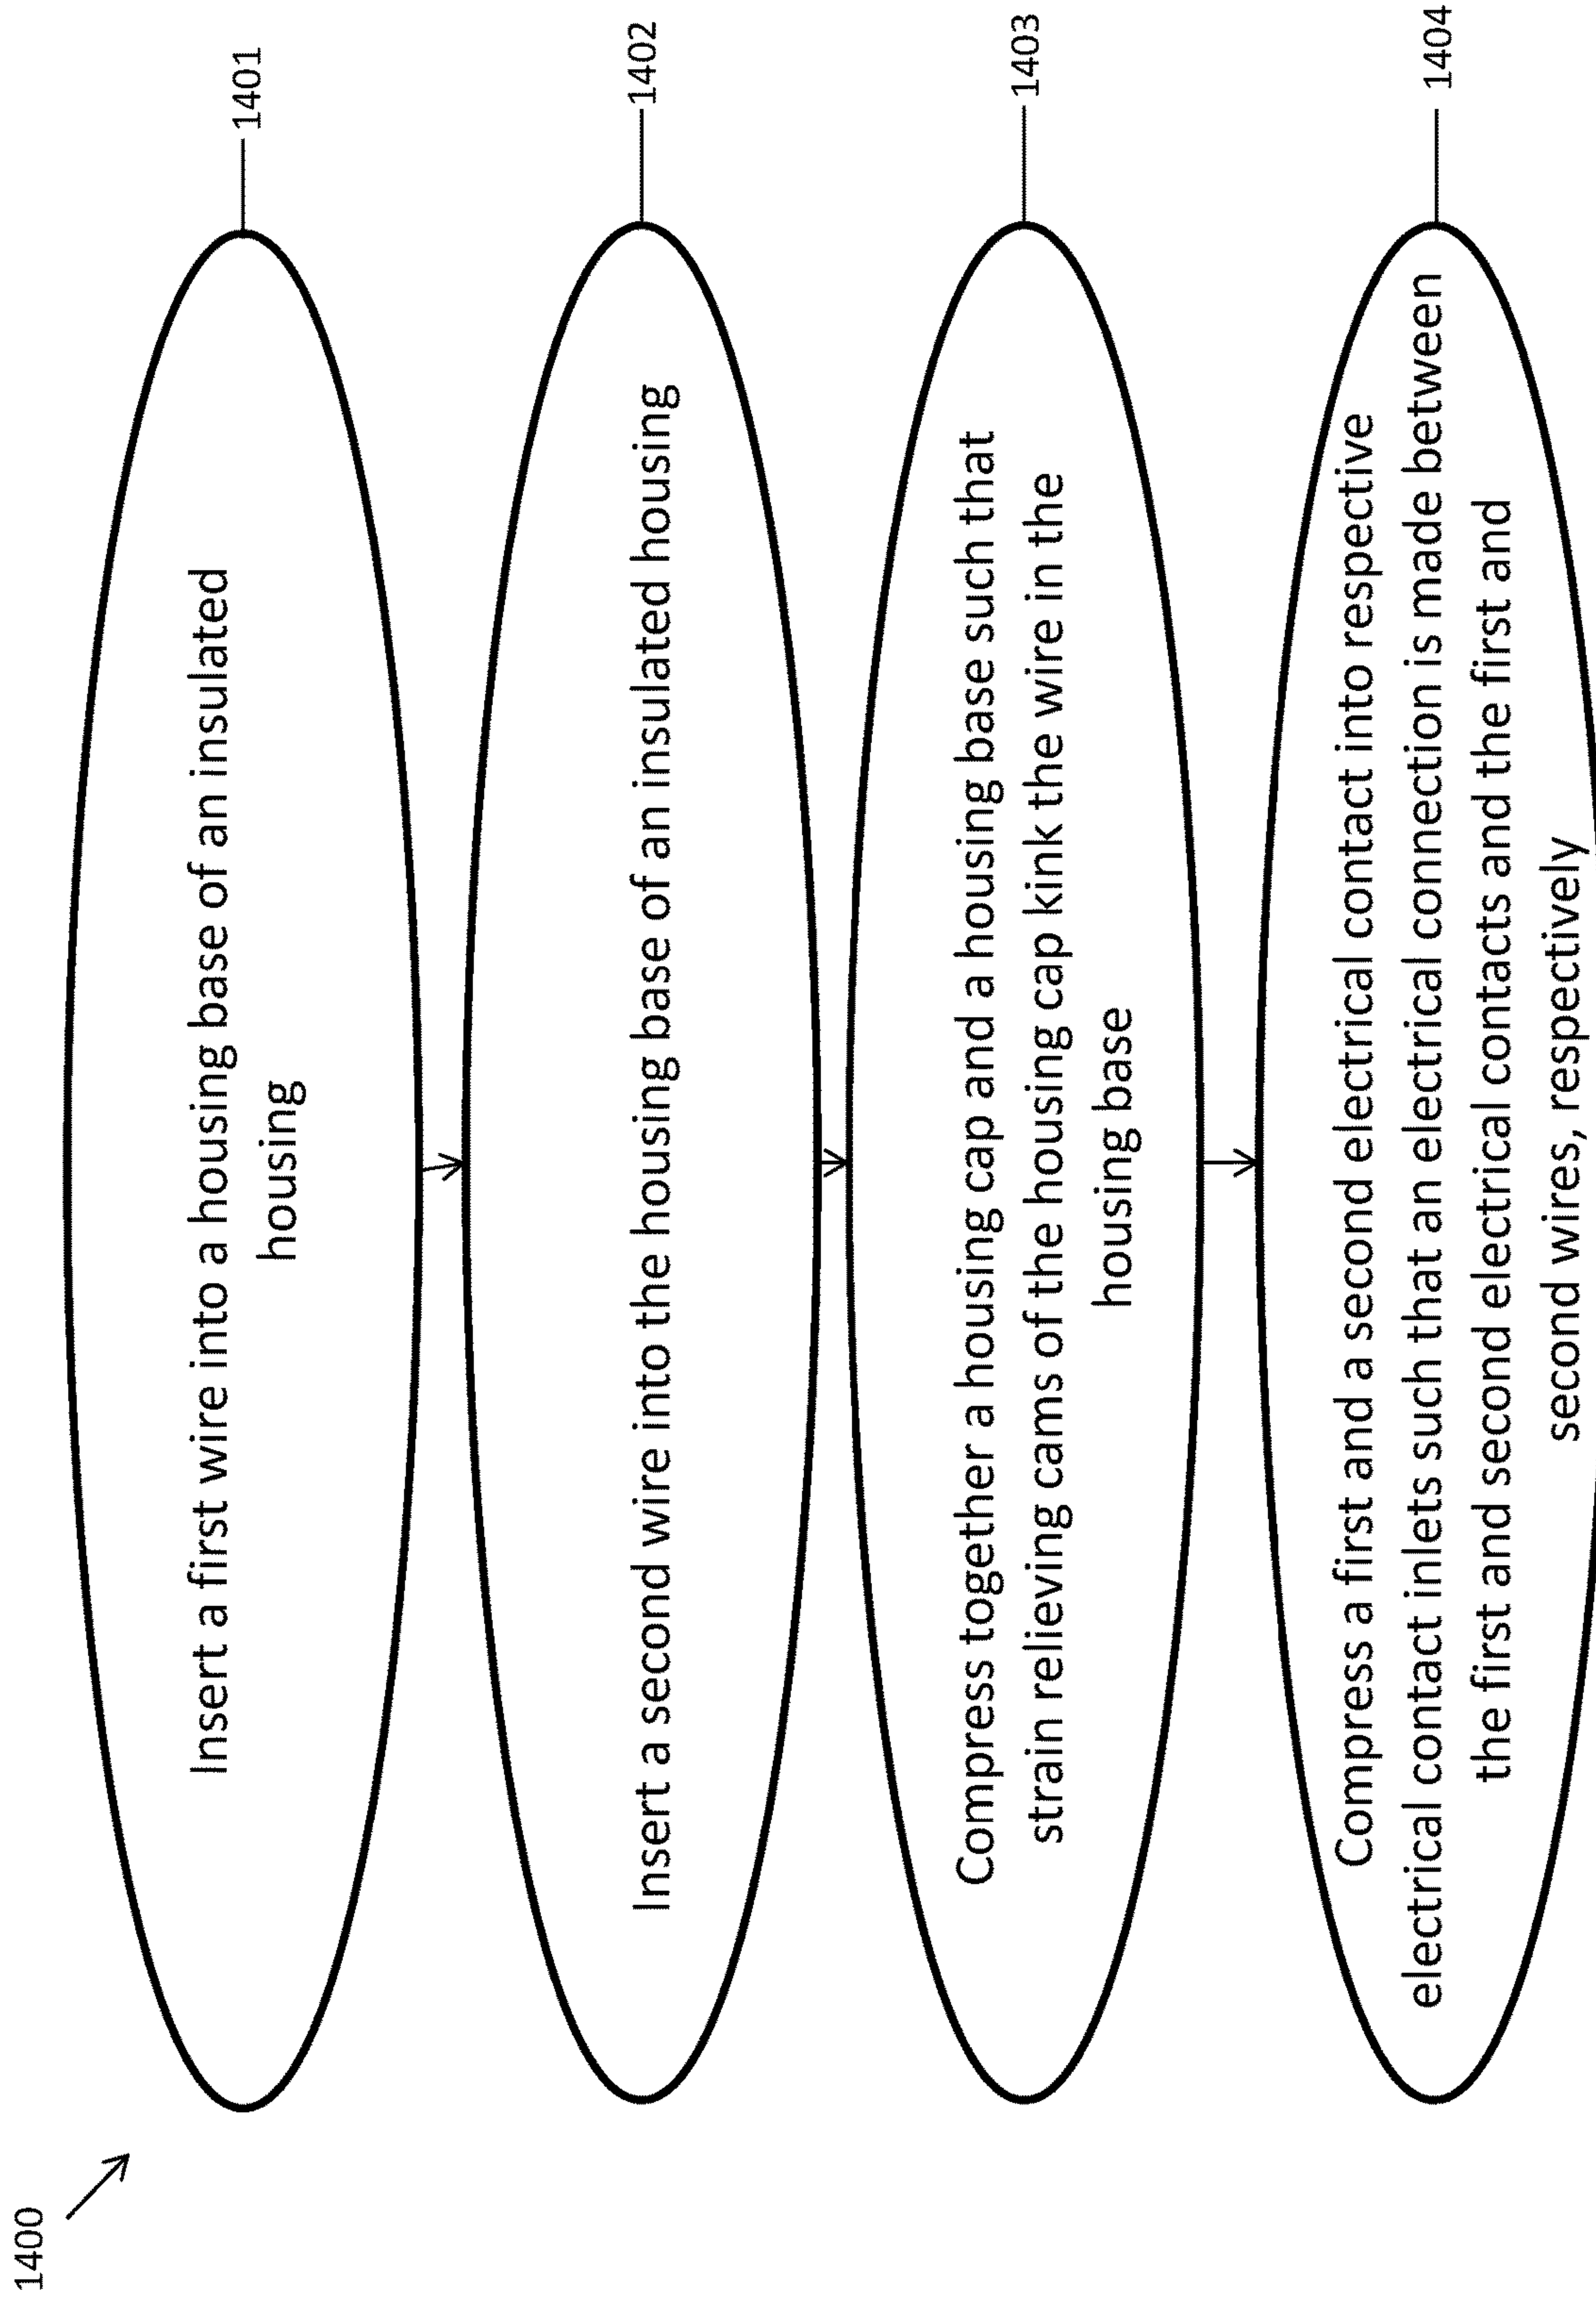 1400
Insert a first wire into a housing base of an insulated
housing
1401
Insert a second wire into the housing base of an insulated housing
1402
Compress together a housing cap and a housing base such that
strain relieving cams of the housing cap kink the wire in the
housing base
1403
Compress a first and a second electrical contact into respective
electrical contact inlets such that an electrical connection is made between
the first and second electrical contacts and the first and
second wires, respectively
1404